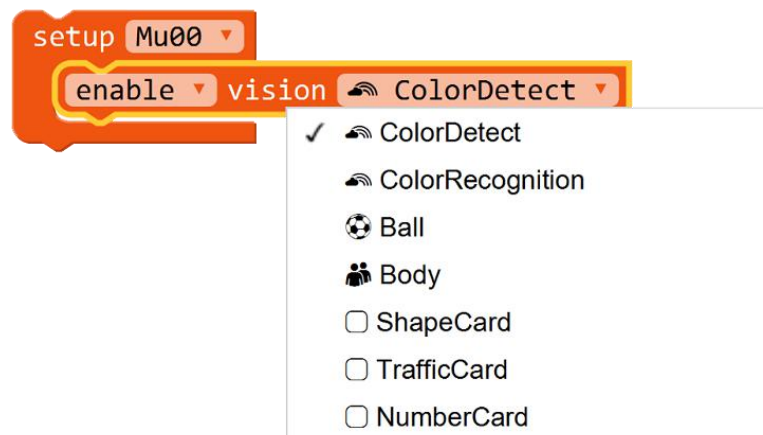 setup Mu00
enable vision ColorDetect
ColorDetect
ColorRecognition
Ball
Body
ShapeCard
TrafficCard
NumberCard